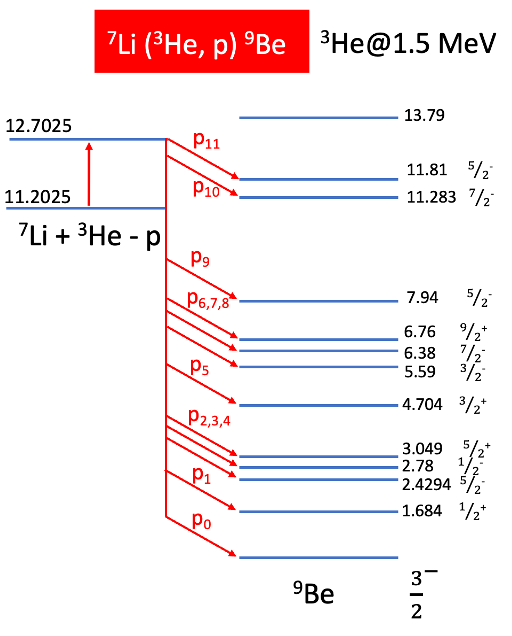 ⁷Li (³He, p) ⁹Be ³He@1.5 MeV
13.79
12.7025
p₁₁
11.81 5/2⁻
p₁₀
11.283 7/2⁻
11.2025
⁷Li + ³He - p
p₉
7.94 5/2⁻
p₆,₇,₈
6.76 9/2⁺
6.38 7/2⁻
5.59 3/2⁻
p₅
4.704 3/2⁺
p₂,₃,₄
3.049 5/2⁺
2.78 1/2⁻
p₁
2.4294 5/2⁻
1.684 1/2⁺
p₀
⁹Be 3/2⁻